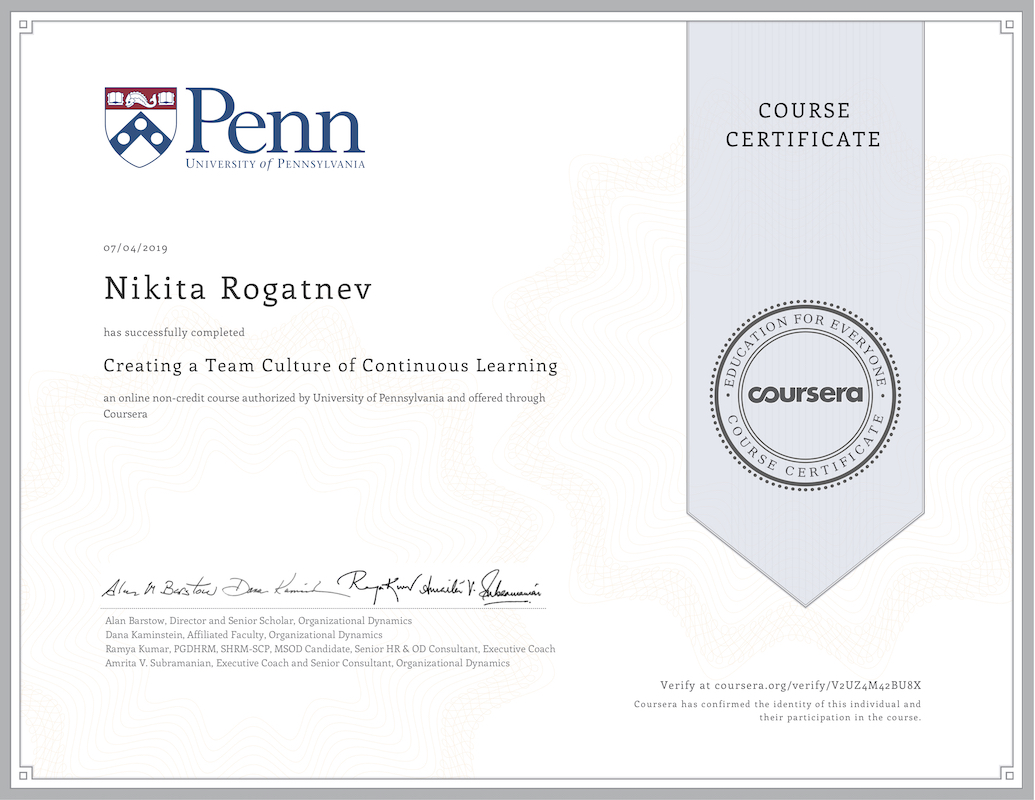 Penn
UNIVERSITY of PENNSYLVANIA
COURSE
CERTIFICATE
07/04/2019
Nikita Rogatnev
has successfully completed
Creating a Team Culture of Continuous Learning
an online non-credit course authorized by University of Pennsylvania and offered through
Coursera
EDUCATION FOR EVERYONE
coursera
COURSE CERTIFICATE
Alan M Barstow Dana Kaminstein Ramya Kumar Amrita V. Subramanian
Alan Barstow, Director and Senior Scholar, Organizational Dynamics
Dana Kaminstein, Affiliated Faculty, Organizational Dynamics
Ramya Kumar, PGDHRM, SHRM-SCP, MSOD Candidate, Senior HR & OD Consultant, Executive Coach
Amrita V. Subramanian, Executive Coach and Senior Consultant, Organizational Dynamics
Verify at coursera.org/verify/V2UZ4M42BU8X
Coursera has confirmed the identity of this individual and
their participation in the course.